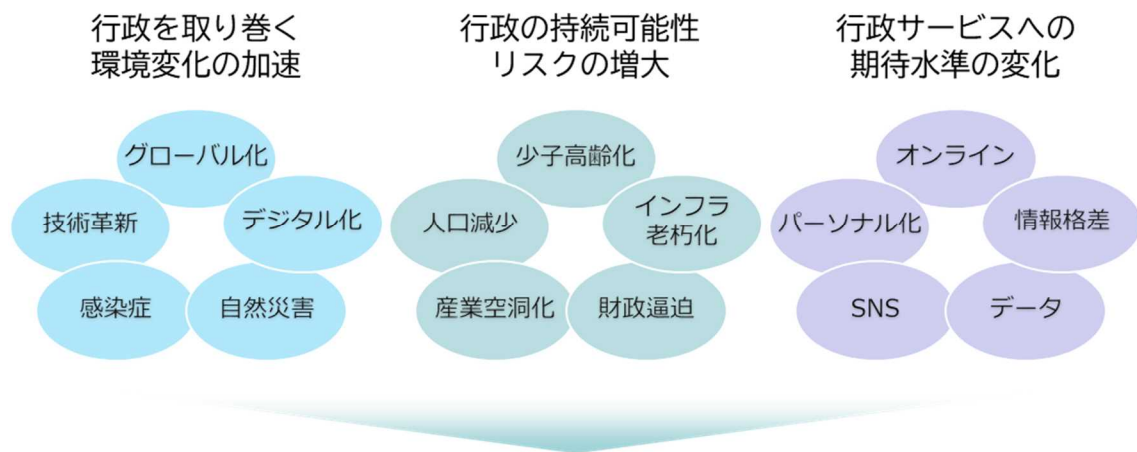 行政を取り巻く
環境変化の加速
グローバル化
技術革新
デジタル化
感染症
自然災害
行政の持続可能性
リスクの増大
少子高齢化
人口減少
インフラ
老朽化
産業空洞化
財政逼迫
行政サービスへの
期待水準の変化
オンライン
パーソナル化
情報格差
SNS
データ